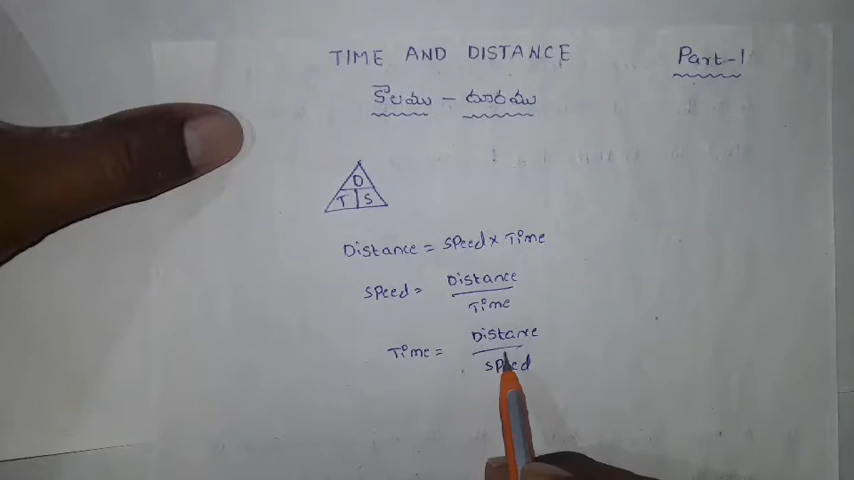 TIME AND DISTANCE Part-1
కాలము - దూరము
D
T S
Distance = Speed x Time
Speed = Distance
Time
Time = Distance
Speed